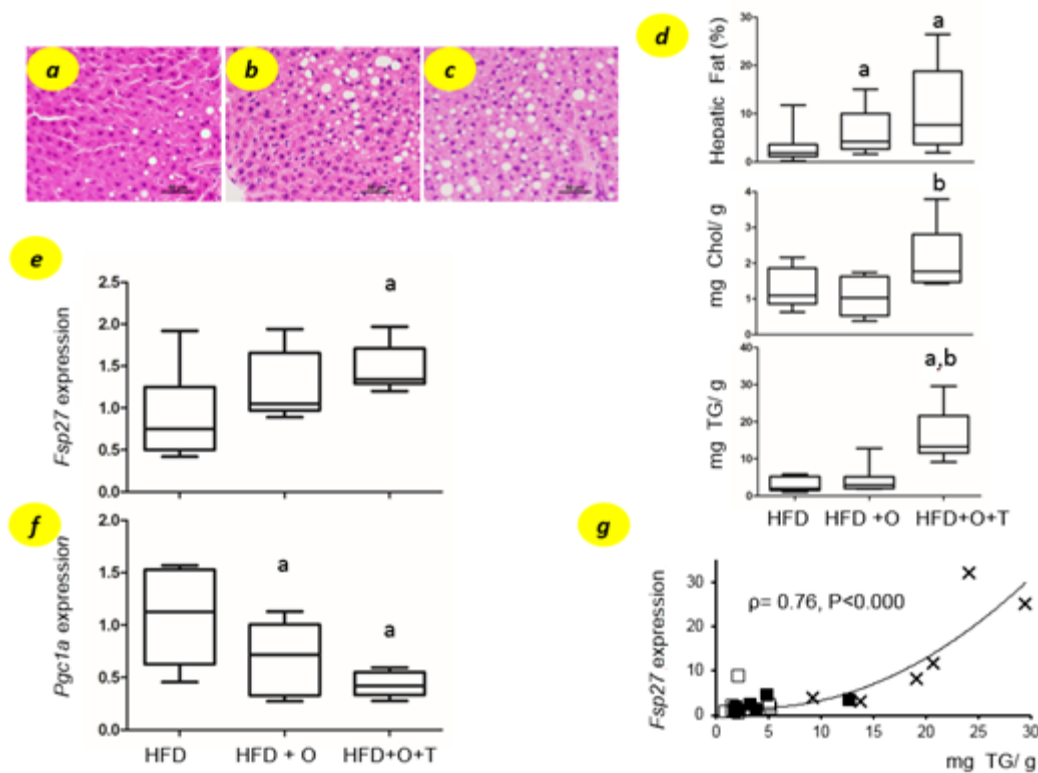 a
b
c
d
Hepatic Fat (%)
30
20
10
0
a
a
mg Chol/ g
4
3
2
1
0
b
mg TG/ g
40
30
20
10
0
a,b
HFD
HFD +O
HFD+O+T
e
Fsp27 expression
2.5
2.0
1.5
1.0
0.5
0.0
a
f
Pgc1a expression
2.0
1.5
1.0
0.5
0.0
a
a
HFD
HFD + O
HFD+O+T
g
Fsp27 expression
30
20
10
0
ρ= 0.76, P<0.000
0
5
10
15
20
25
30
mg TG/ g